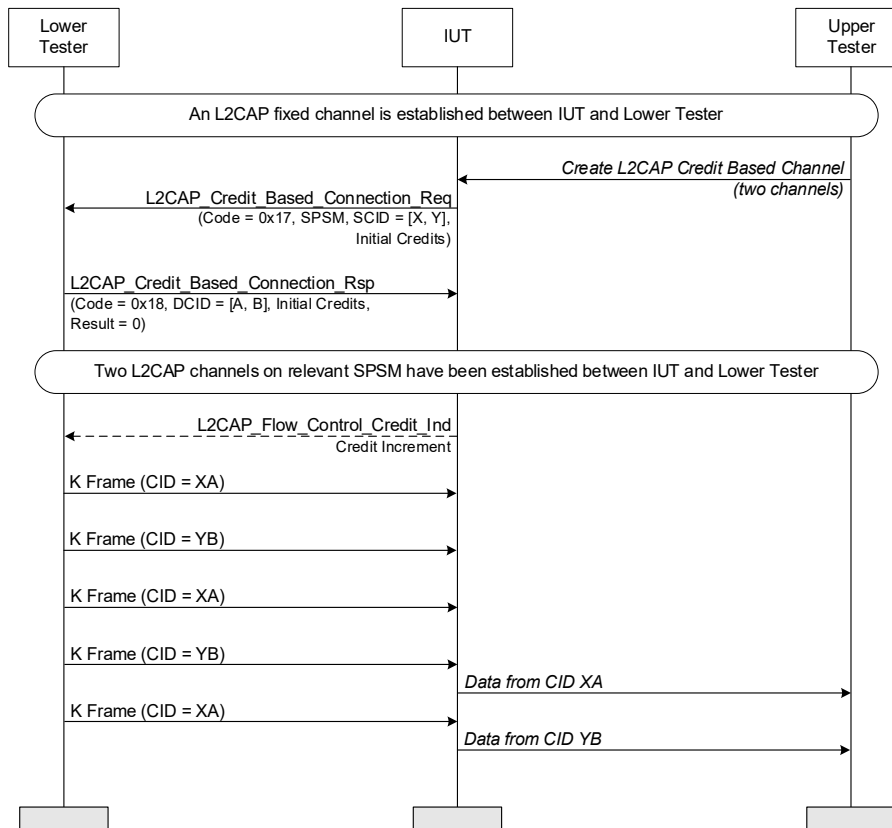 Lower
Tester
IUT
Upper
Tester
An L2CAP fixed channel is established between IUT and Lower Tester
Create L2CAP Credit Based Channel
(two channels)
L2CAP_Credit_Based_Connection_Req
(Code = 0x17, SPSM, SCID = [X, Y],
Initial Credits)
L2CAP_Credit_Based_Connection_Rsp
(Code = 0x18, DCID = [A, B], Initial Credits,
Result = 0)
Two L2CAP channels on relevant SPSM have been established between IUT and Lower Tester
L2CAP_Flow_Control_Credit_Ind
Credit Increment
K Frame (CID = XA)
K Frame (CID = YB)
K Frame (CID = XA)
K Frame (CID = YB)
Data from CID XA
K Frame (CID = XA)
Data from CID YB